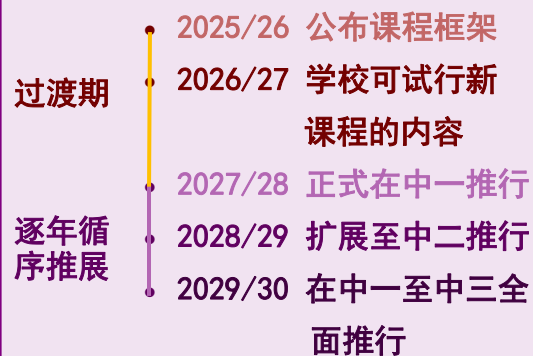 2025/26 公布课程框架
过渡期
2026/27 学校可试行新
课程的内容
2027/28 正式在中一推行
逐年循
序推展
2028/29 扩展至中二推行
2029/30 在中一至中三全
面推行